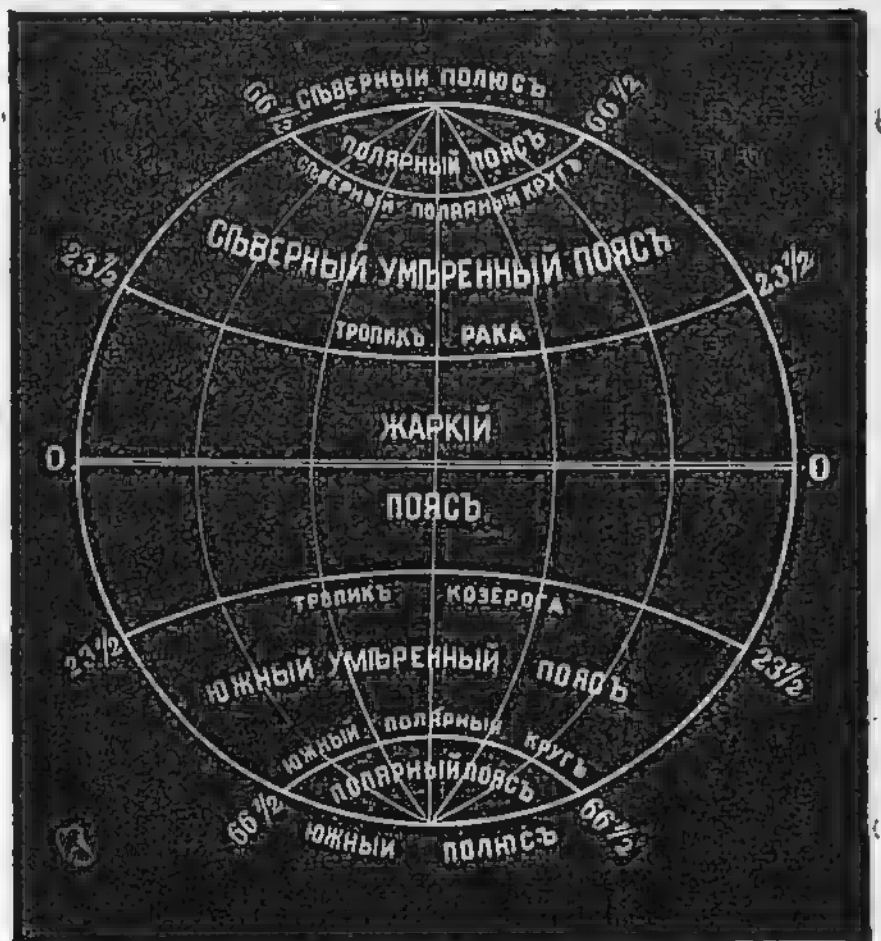 СѢВЕРНЫЙ ПОЛЮСЪ
66½ 66½
ПОЛЯРНЫЙ ПОЯСЪ
СѢВЕРНЫЙ ПОЛЯРНЫЙ КРУГЪ
СѢВЕРНЫЙ УМѢРЕННЫЙ ПОЯСЪ
23½ 23½
ТРОПИКЪ РАКА
ЖАРКІЙ
0 0
ПОЯСЪ
ТРОПИКЪ КОЗЕРОГА
23½ 23½
ЮЖНЫЙ УМѢРЕННЫЙ ПОЯСЪ
ЮЖНЫЙ ПОЛЯРНЫЙ КРУГЪ
ПОЛЯРНЫЙ ПОЯСЪ
66½ 66½
ЮЖНЫЙ ПОЛЮСЪ